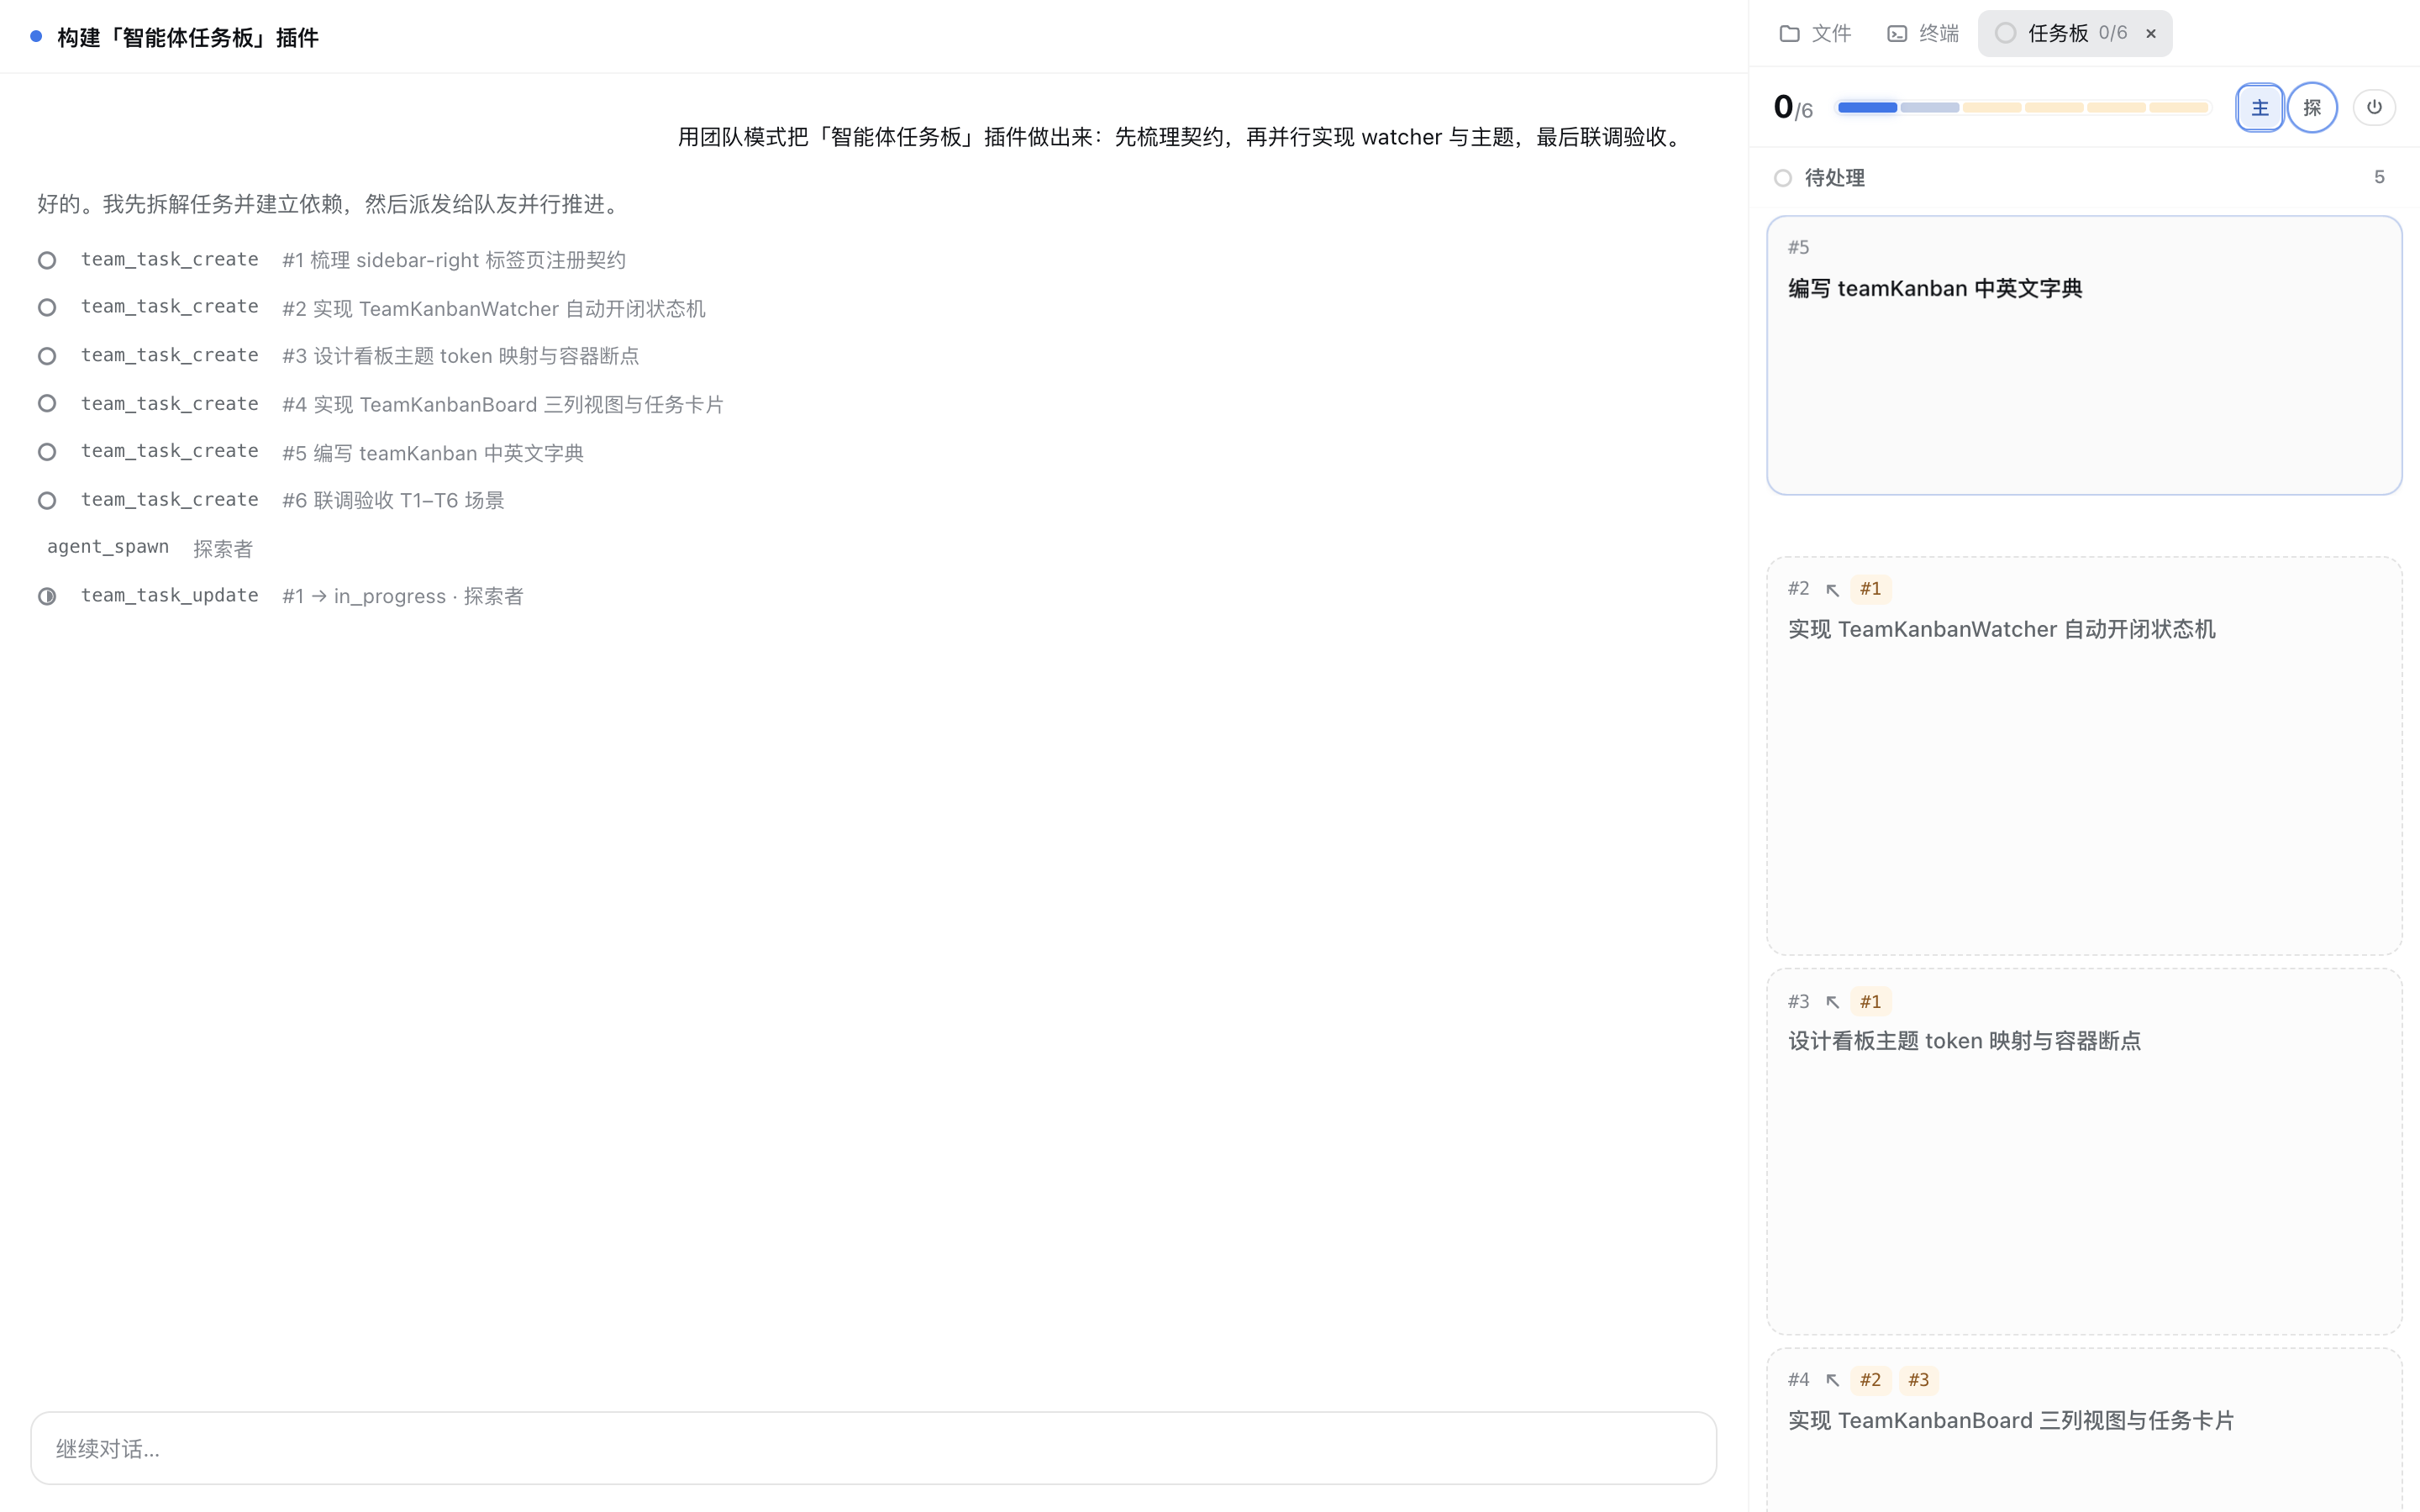 构建「智能体任务板」插件
用团队模式把「智能体任务板」插件做出来：先梳理契约，再并行实现 watcher 与主题，最后联调验收。
好的。我先拆解任务并建立依赖，然后派发给队友并行推进。
team_task_create #1 梳理 sidebar-right 标签页注册契约
team_task_create #2 实现 TeamKanbanWatcher 自动开闭状态机
team_task_create #3 设计看板主题 token 映射与容器断点
team_task_create #4 实现 TeamKanbanBoard 三列视图与任务卡片
team_task_create #5 编写 teamKanban 中英文字典
team_task_create #6 联调验收 T1–T6 场景
agent_spawn 探索者
team_task_update #1 → in_progress · 探索者
继续对话...
文件 终端 任务板 0/6 ×
0/6 主 探
待处理 5
#5
编写 teamKanban 中英文字典
#2 ↖ #1
实现 TeamKanbanWatcher 自动开闭状态机
#3 ↖ #1
设计看板主题 token 映射与容器断点
#4 ↖ #2 #3
实现 TeamKanbanBoard 三列视图与任务卡片